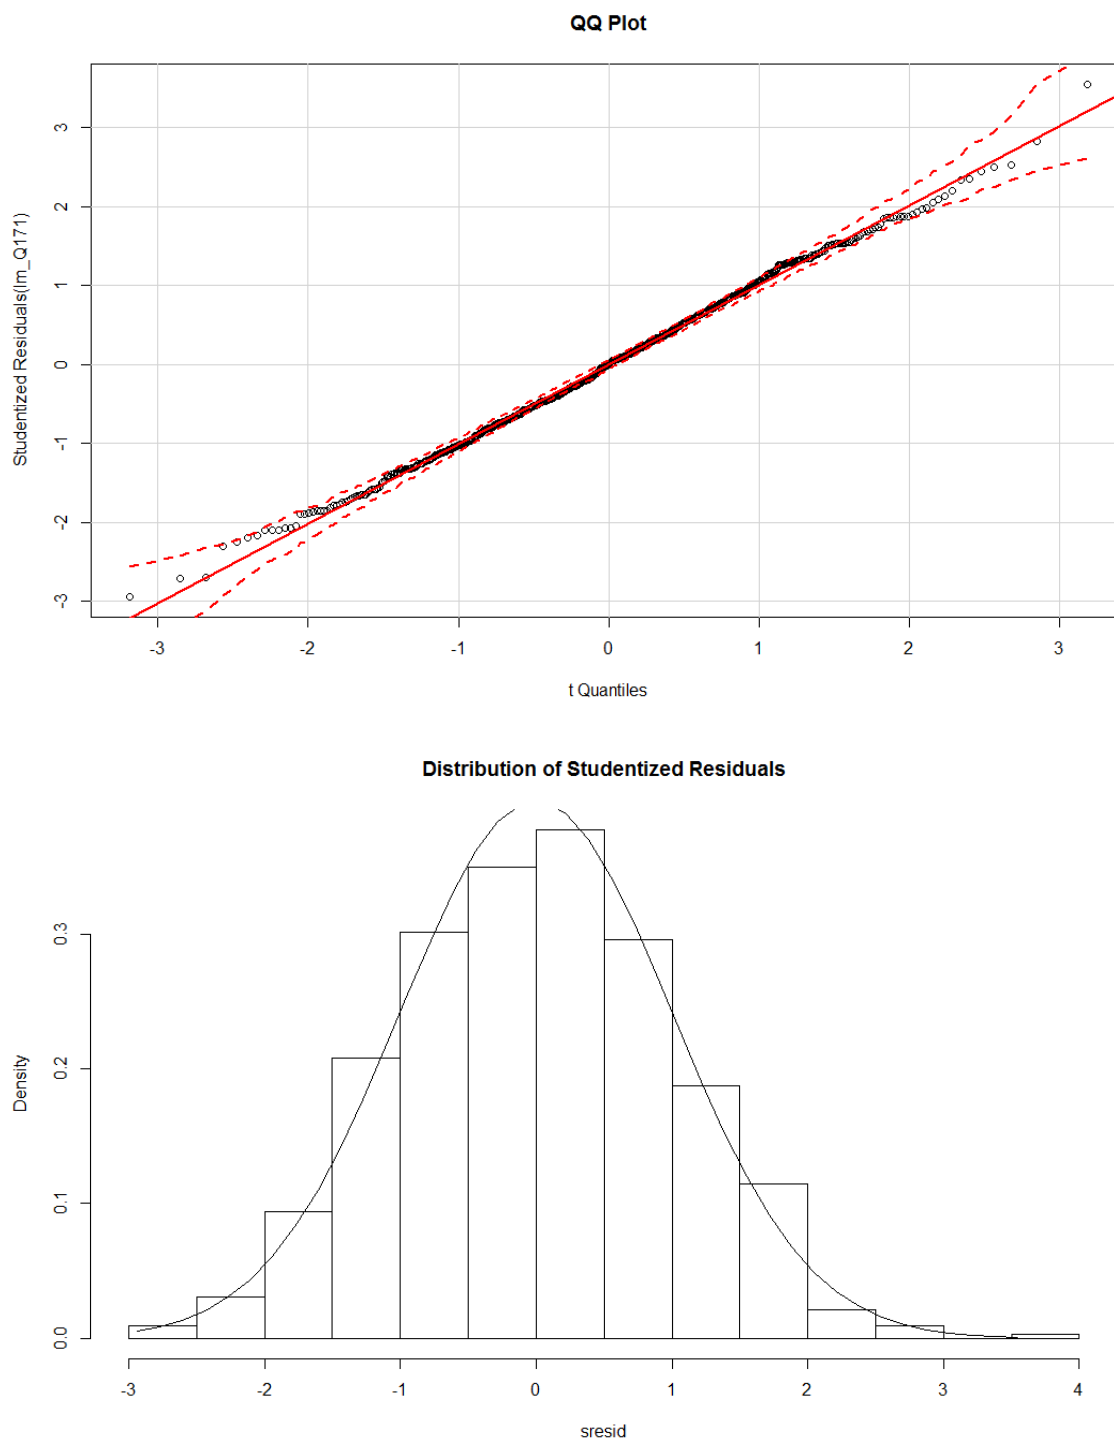 QQ Plot
Studentized Residuals(lm_Q171)
3
2
1
0
-1
-2
-3
-3 -2 -1 0 1 2 3
t Quantiles
Distribution of Studentized Residuals
Density
0.3
0.2
0.1
0.0
-3 -2 -1 0 1 2 3 4
sresid